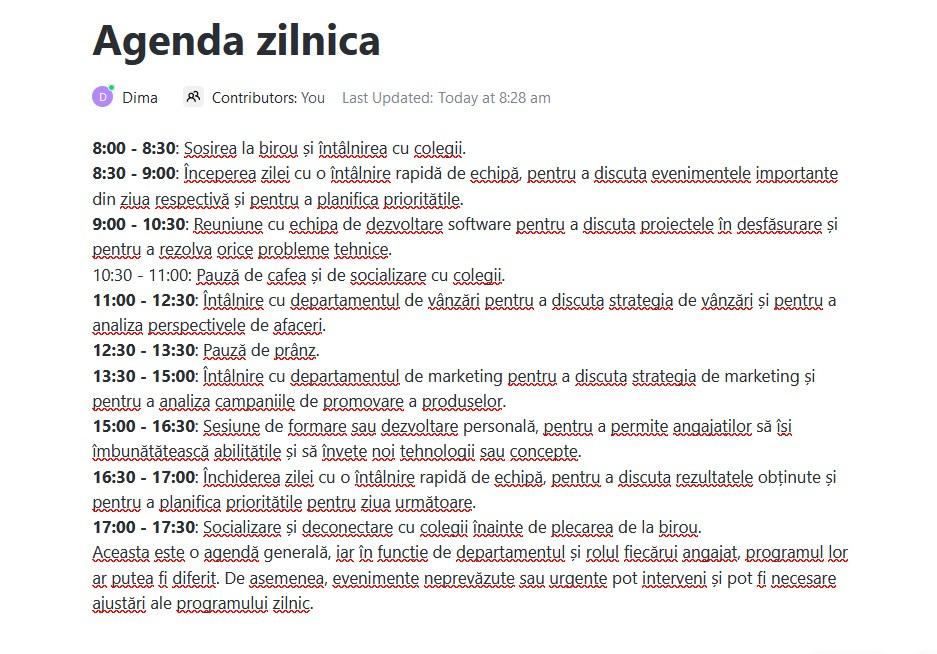 Agenda zilnica
D Dima Contributors: You Last Updated: Today at 8:28 am
8:00 - 8:30: Sosirea la birou și întâlnirea cu colegii.
8:30 - 9:00: Începerea zilei cu o întâlnire rapidă de echipă, pentru a discuta evenimentele importante
din ziua respectivă și pentru a planifica prioritățile.
9:00 - 10:30: Reuniune cu echipa de dezvoltare software pentru a discuta proiectele în desfășurare și
pentru a rezolva orice probleme tehnice.
10:30 - 11:00: Pauză de cafea și de socializare cu colegii.
11:00 - 12:30: Întâlnire cu departamentul de vânzări pentru a discuta strategia de vânzări și pentru a
analiza perspectivele de afaceri.
12:30 - 13:30: Pauză de prânz.
13:30 - 15:00: Întâlnire cu departamentul de marketing pentru a discuta strategia de marketing și
pentru a analiza campaniile de promovare a produselor.
15:00 - 16:30: Sesiune de formare sau dezvoltare personală, pentru a permite angajaților să își
îmbunătățească abilitățile și să învețe noi tehnologii sau concepte.
16:30 - 17:00: Închiderea zilei cu o întâlnire rapidă de echipă, pentru a discuta rezultatele obținute și
pentru a planifica prioritățile pentru ziua următoare.
17:00 - 17:30: Socializare și deconectare cu colegii înainte de plecarea de la birou.
Aceasta este o agendă generală, iar în funcție de departamentul și rolul fiecărui angajat, programul lor
ar putea fi diferit. De asemenea, evenimente neprevăzute sau urgente pot interveni și pot fi necesare
ajustări ale programului zilnic.